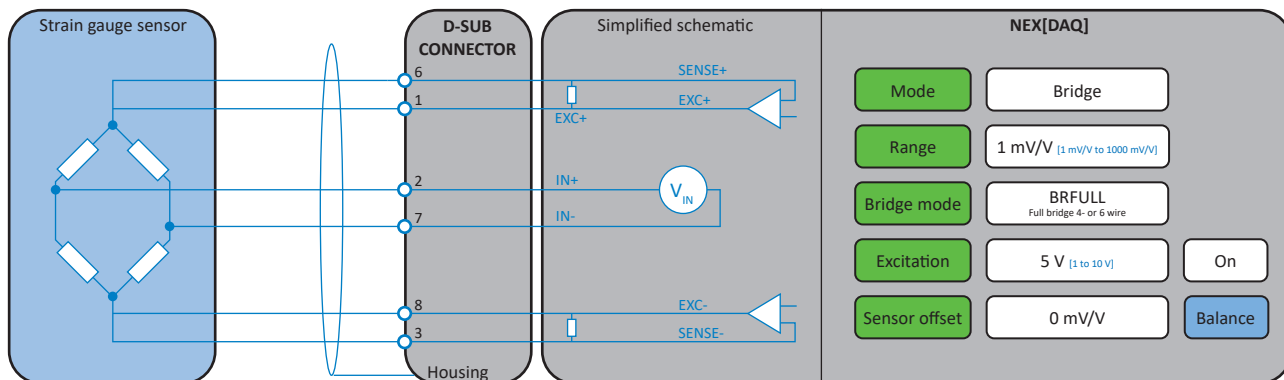 Strain gauge sensor
D-SUB
CONNECTOR
Simplified schematic
NEX[DAQ]
6
SENSE+
1
EXC+
EXC+
2
IN+
V IN
7
IN-
8
EXC-
3
SENSE-
Housing
Mode
Bridge
Range
1 mV/V [1 mV/V to 1000 mV/V]
Bridge mode
BRFULL
Full bridge 4- or 6 wire
Excitation
5 V [1 to 10 V]
On
Sensor offset
0 mV/V
Balance